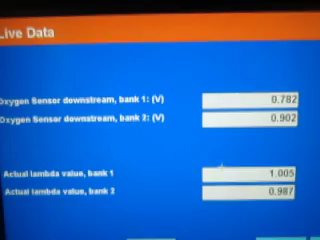 Live Data
Oxygen Sensor downstream, bank 1: (V) 0.782
Oxygen Sensor downstream, bank 2: (V) 0.902
Actual lambda value, bank 1 1.005
Actual lambda value, bank 2 0.987